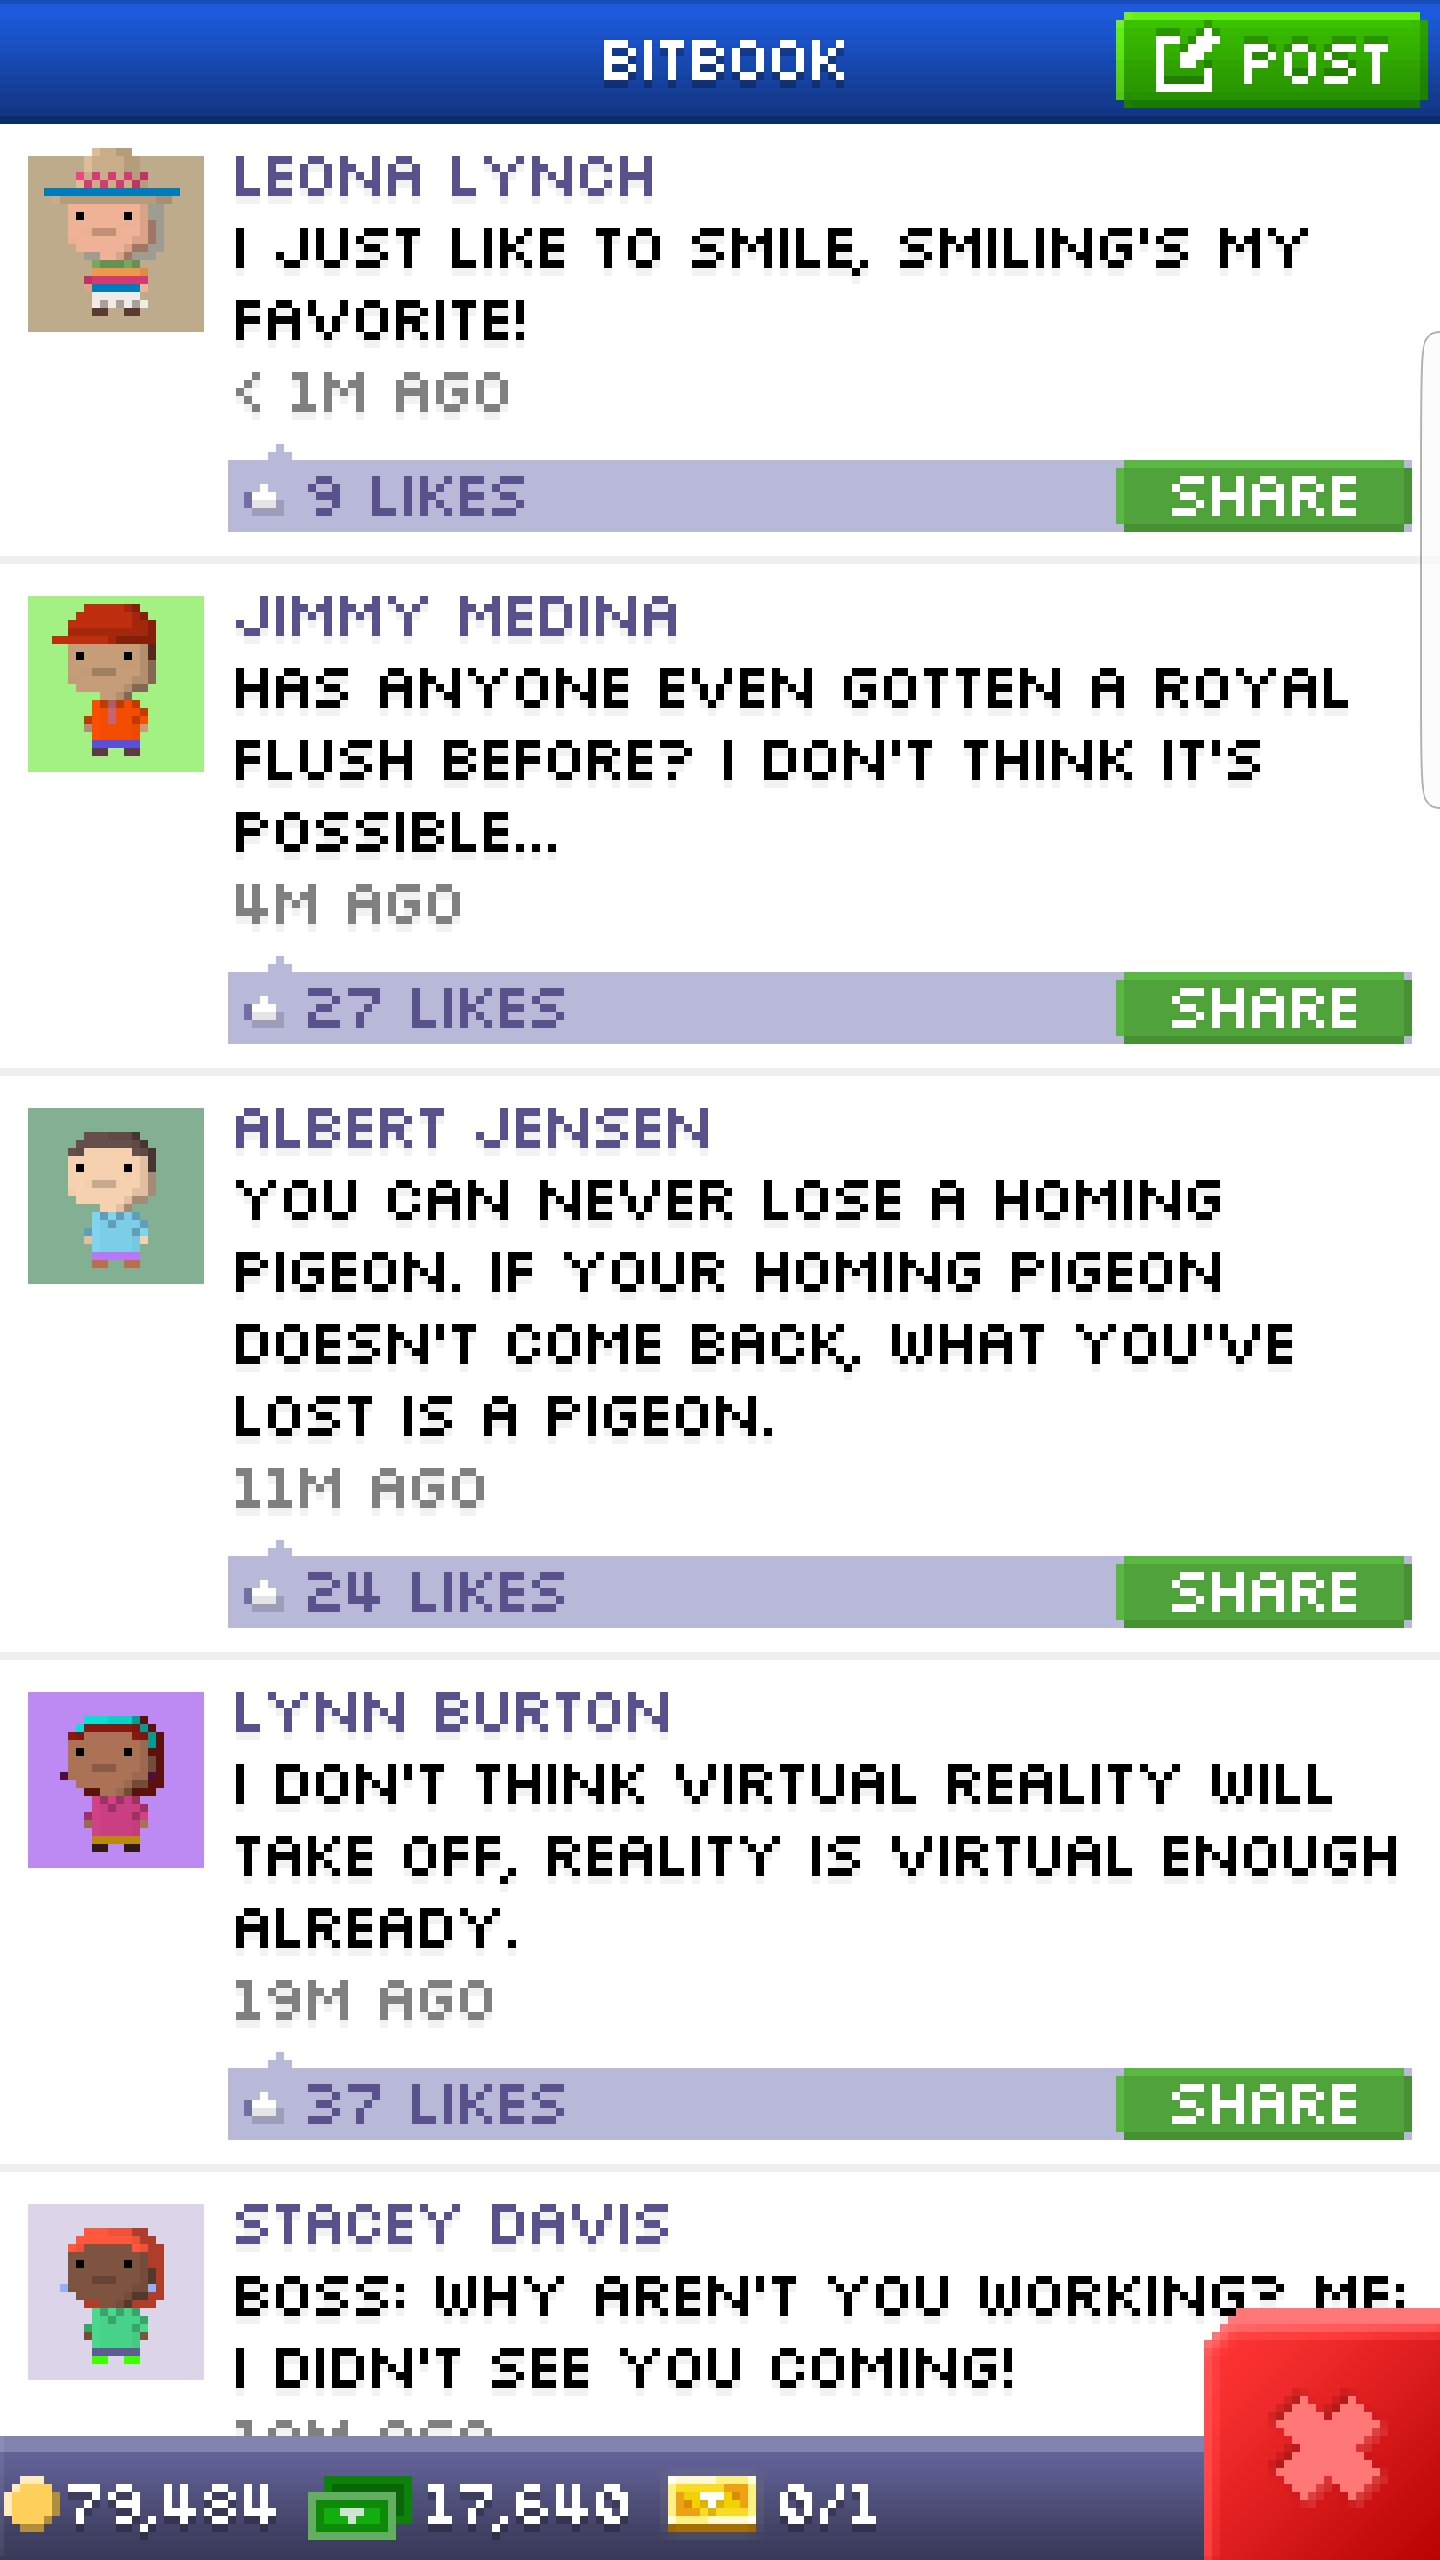 BITBOOK
POST
LEONA LYNCH
I JUST LIKE TO SMILE, SMILING'S MY
FAVORITE!
< 1M AGO
9 LIKES
SHARE
JIMMY MEDINA
HAS ANYONE EVEN GOTTEN A ROYAL
FLUSH BEFORE? I DON'T THINK IT'S
POSSIBLE...
4M AGO
27 LIKES
SHARE
ALBERT JENSEN
YOU CAN NEVER LOSE A HOMING
PIGEON. IF YOUR HOMING PIGEON
DOESN'T COME BACK, WHAT YOU'VE
LOST IS A PIGEON.
11M AGO
24 LIKES
SHARE
LYNN BURTON
I DON'T THINK VIRTUAL REALITY WILL
TAKE OFF, REALITY IS VIRTUAL ENOUGH
ALREADY.
19M AGO
37 LIKES
SHARE
STACEY DAVIS
BOSS: WHY AREN'T YOU WORKING? ME:
I DIDN'T SEE YOU COMING!
AGO
79,484 17,640 0/1